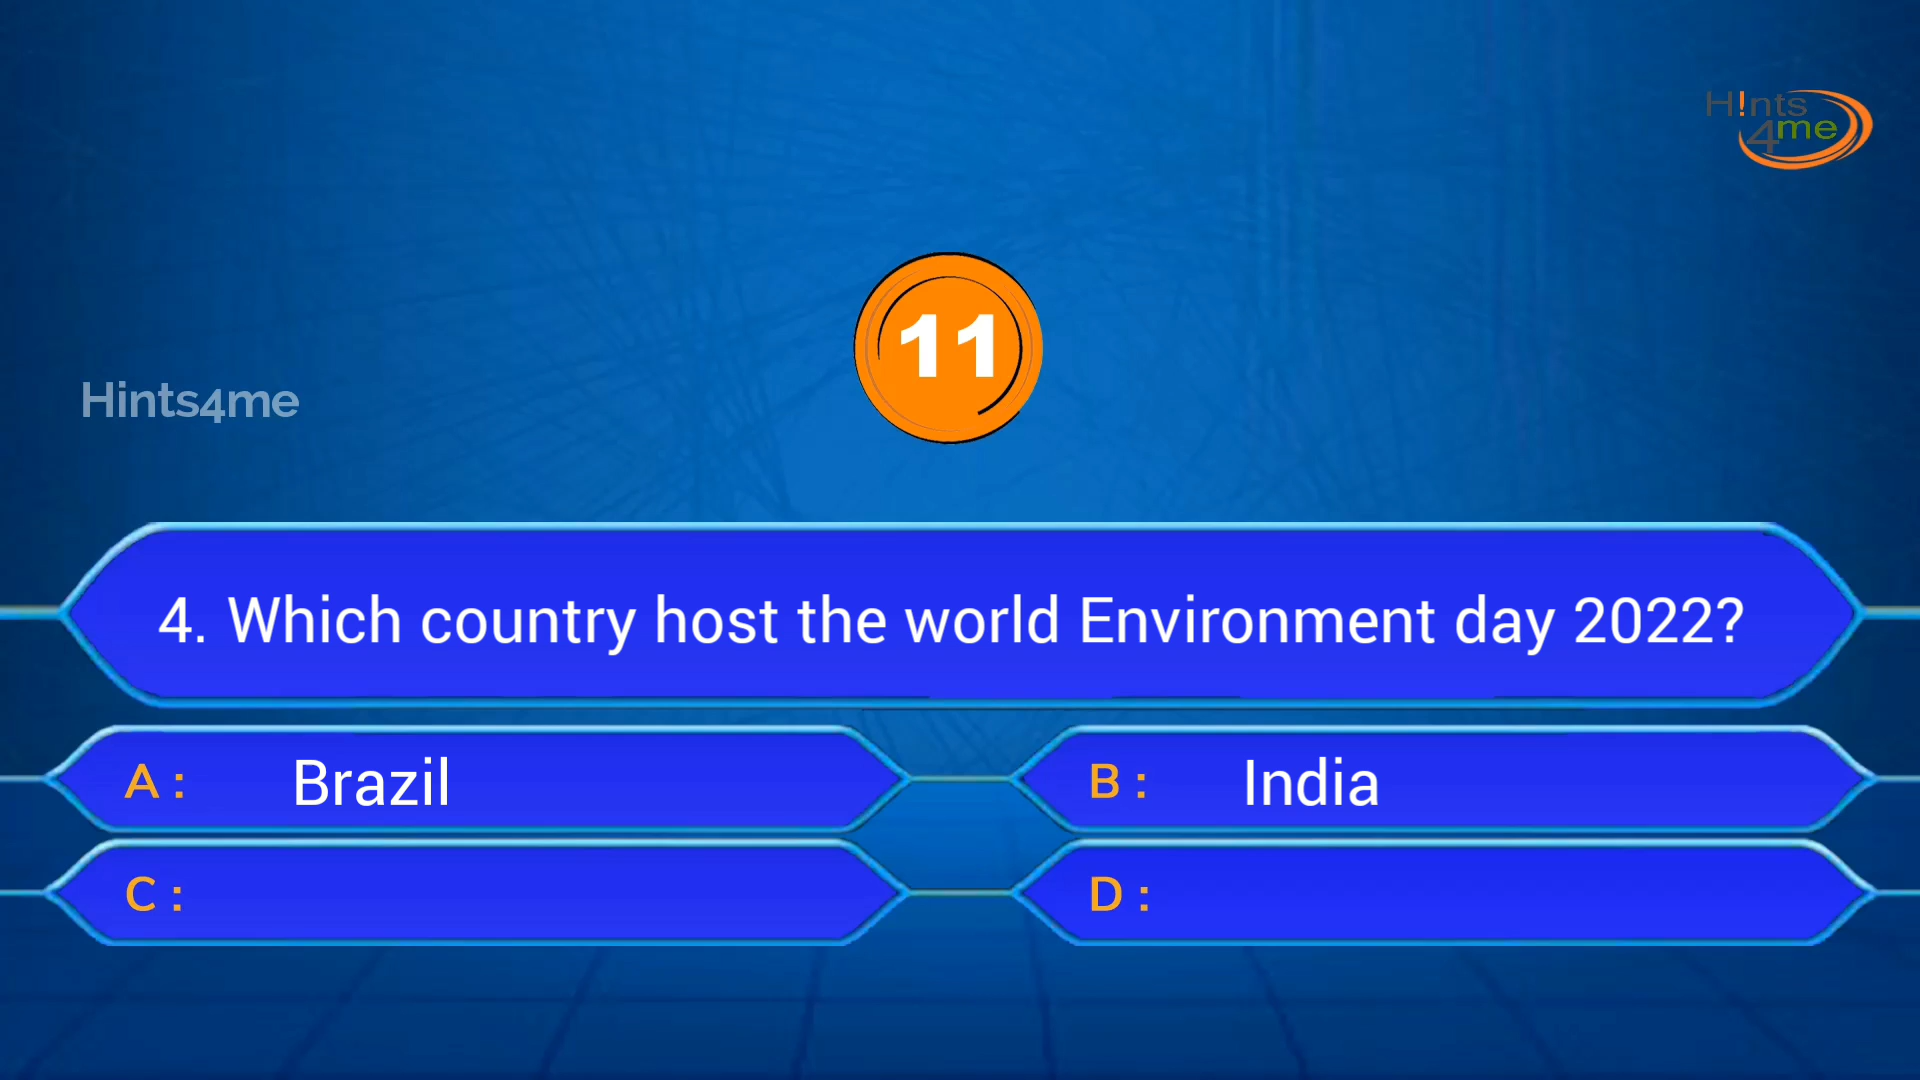 H!nts
4me
11
Hints4me
4. Which country host the world Environment day 2022?
A : Brazil
B : India
C :
D :